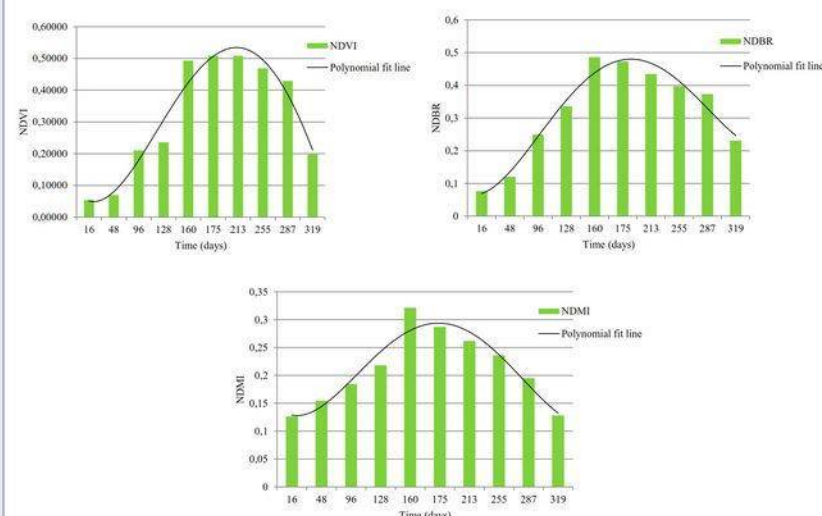 0,60000
0,50000
0,40000
0,30000
0,20000
0,10000
0,00000
NDVI
16 48 96 128 160 175 213 255 287 319
Time (days)
NDVI
Polynomial fit line
0,6
0,5
0,4
0,3
0,2
0,1
0
NDBR
16 48 96 128 160 175 213 255 287 319
Time (days)
NDBR
Polynomial fit line
0,35
0,3
0,25
0,2
0,15
0,1
0,05
0
NDMI
16 48 96 128 160 175 213 255 287 319
Time (days)
NDMI
Polynomial fit line